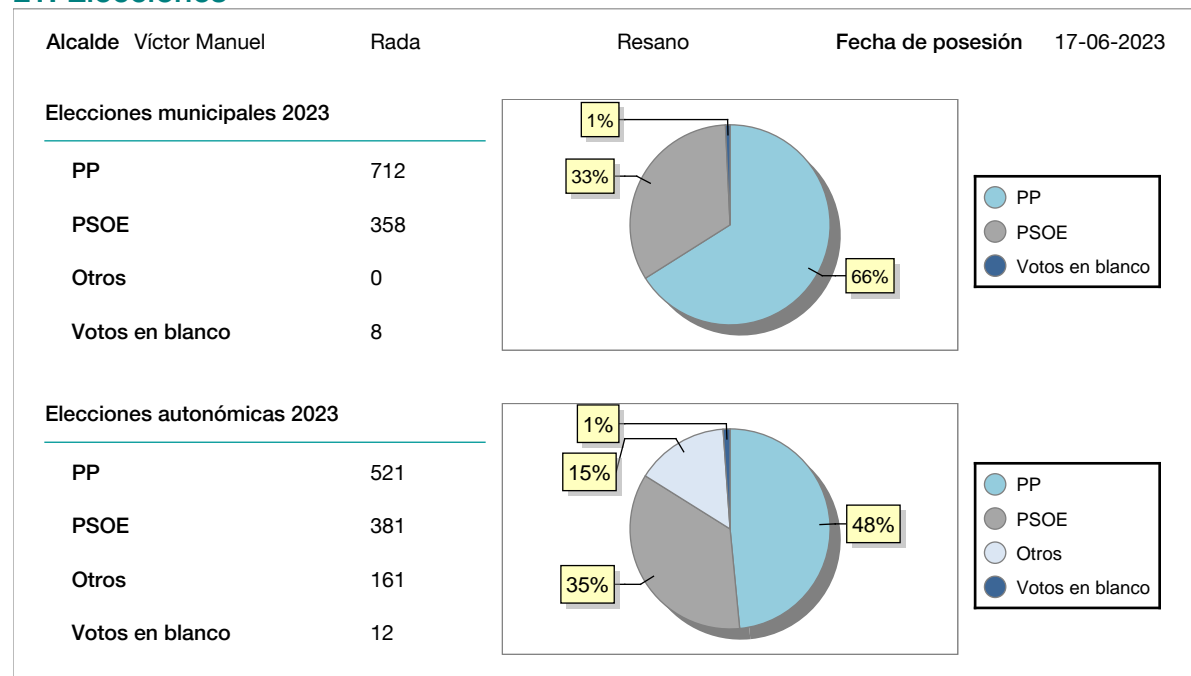 Alcalde Víctor Manuel Rada Resano Fecha de posesión 17-06-2023
Elecciones municipales 2023
PP 712
PSOE 358
Otros 0
Votos en blanco 8
1%
33%
66%
PP
PSOE
Votos en blanco
Elecciones autonómicas 2023
PP 521
PSOE 381
Otros 161
Votos en blanco 12
1%
15%
48%
35%
PP
PSOE
Otros
Votos en blanco